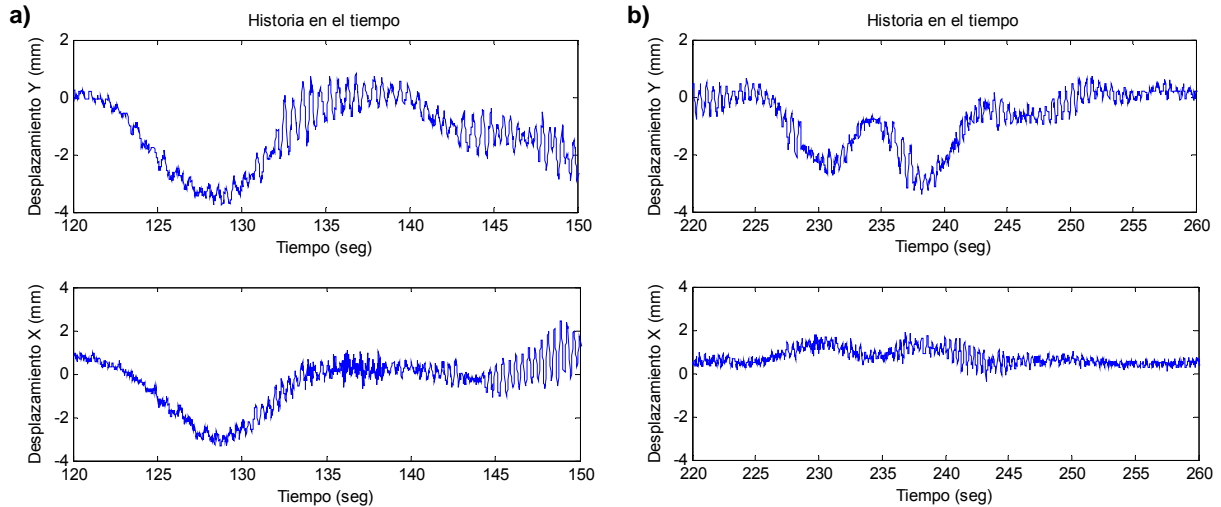 a)
Historia en el tiempo
Desplazamiento Y (mm)
2
0
-2
-4
120 125 130 135 140 145 150
Tiempo (seg)
Desplazamiento X (mm)
4
2
0
-2
-4
120 125 130 135 140 145 150
Tiempo (seg)
b)
Historia en el tiempo
Desplazamiento Y (mm)
2
0
-2
-4
220 225 230 235 240 245 250 255 260
Tiempo (seg)
Desplazamiento X (mm)
4
2
0
-2
-4
220 225 230 235 240 245 250 255 260
Tiempo (seg)